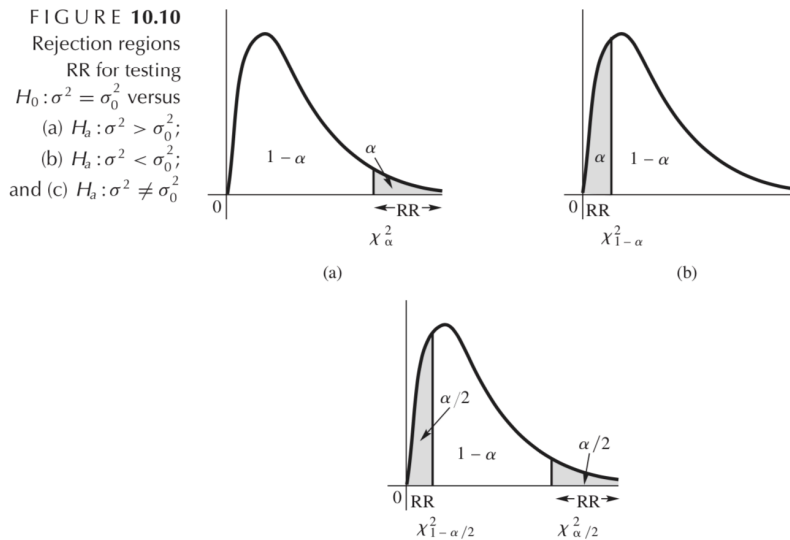 FIGURE 10.10
Rejection regions
RR for testing
H₀ : σ² = σ₀² versus
(a) Hₐ : σ² > σ₀²;
(b) Hₐ : σ² < σ₀²;
and (c) Hₐ : σ² ≠ σ₀²
1 − α
α
0
RR
χ²_α
(a)
α
1 − α
0 RR
χ²_{1−α}
(b)
α/2
1 − α
α/2
0 RR
RR
χ²_{1−α/2}
χ²_{α/2}